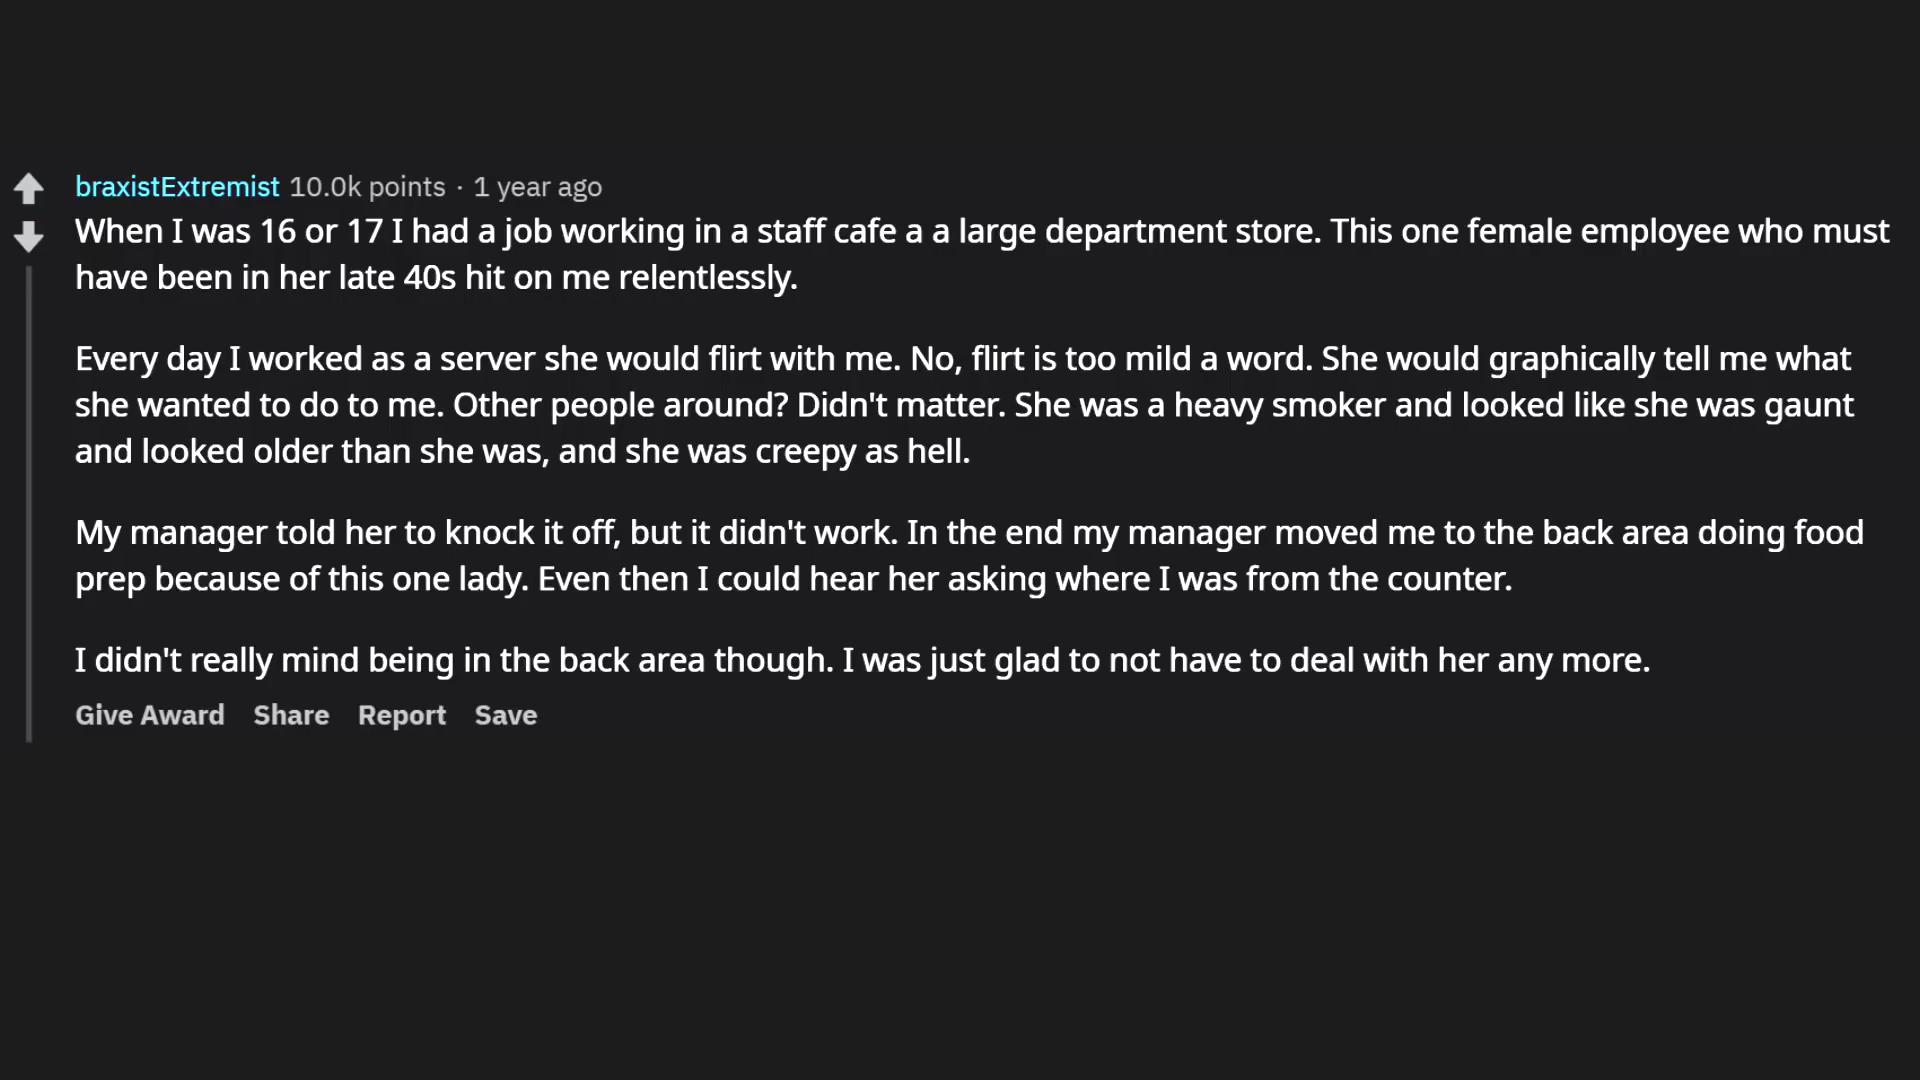 braxistExtremist 10.0k points · 1 year ago
When I was 16 or 17 I had a job working in a staff cafe a a large department store. This one female employee who must
have been in her late 40s hit on me relentlessly.
Every day I worked as a server she would flirt with me. No, flirt is too mild a word. She would graphically tell me what
she wanted to do to me. Other people around? Didn't matter. She was a heavy smoker and looked like she was gaunt
and looked older than she was, and she was creepy as hell.
My manager told her to knock it off, but it didn't work. In the end my manager moved me to the back area doing food
prep because of this one lady. Even then I could hear her asking where I was from the counter.
I didn't really mind being in the back area though. I was just glad to not have to deal with her any more.
Give Award Share Report Save